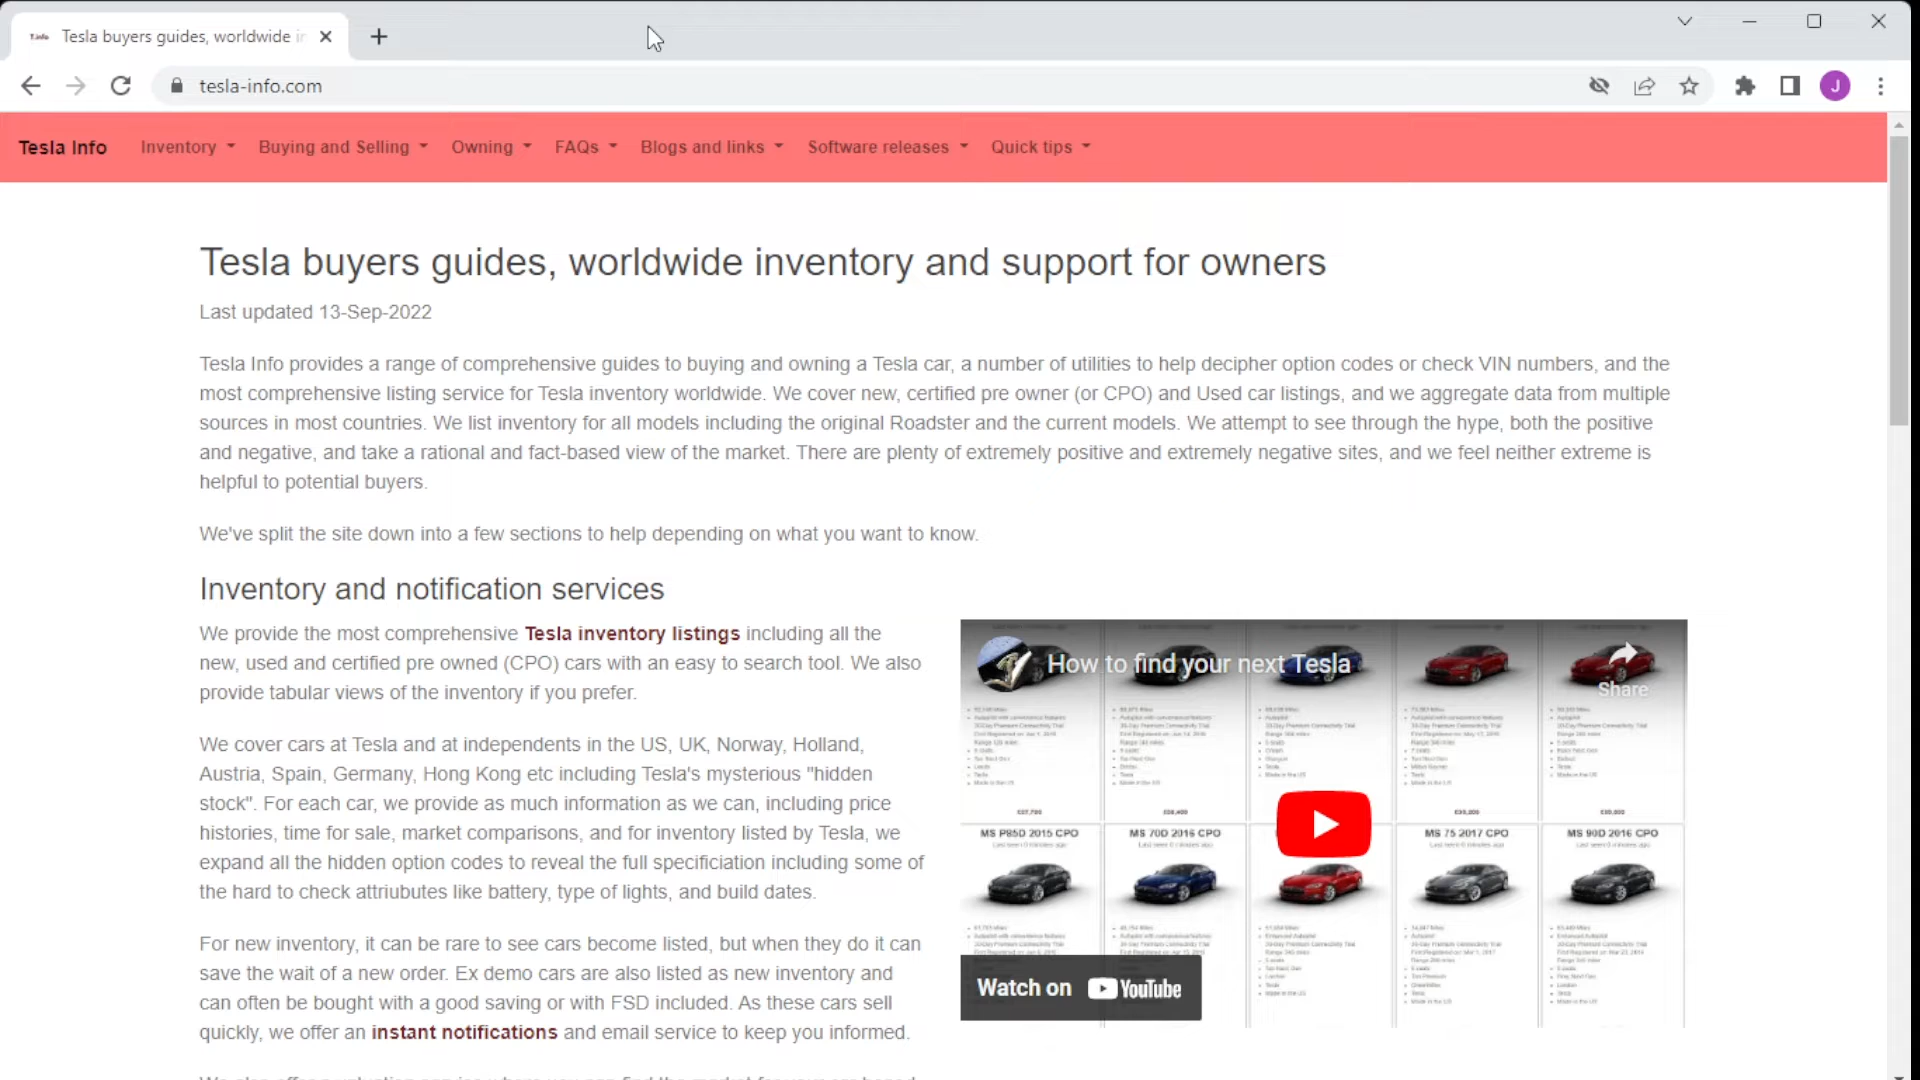 Tesla buyers guides, worldwide in
tesla-info.com
J
Tesla Info Inventory Buying and Selling Owning FAQs Blogs and links Software releases Quick tips
Tesla buyers guides, worldwide inventory and support for owners
Last updated 13-Sep-2022
Tesla Info provides a range of comprehensive guides to buying and owning a Tesla car, a number of utilities to help decipher option codes or check VIN numbers, and the
most comprehensive listing service for Tesla inventory worldwide. We cover new, certified pre owner (or CPO) and Used car listings, and we aggregate data from multiple
sources in most countries. We list inventory for all models including the original Roadster and the current models. We attempt to see through the hype, both the positive
and negative, and take a rational and fact-based view of the market. There are plenty of extremely positive and extremely negative sites, and we feel neither extreme is
helpful to potential buyers.
We've split the site down into a few sections to help depending on what you want to know.
Inventory and notification services
We provide the most comprehensive Tesla inventory listings including all the
new, used and certified pre owned (CPO) cars with an easy to search tool. We also
provide tabular views of the inventory if you prefer.
We cover cars at Tesla and at independents in the US, UK, Norway, Holland,
Austria, Spain, Germany, Hong Kong etc including Tesla's mysterious "hidden
stock". For each car, we provide as much information as we can, including price
histories, time for sale, market comparisons, and for inventory listed by Tesla, we
expand all the hidden option codes to reveal the full specificiation including some of
the hard to check attriubutes like battery, type of lights, and build dates.
For new inventory, it can be rare to see cars become listed, but when they do it can
save the wait of a new order. Ex demo cars are also listed as new inventory and
can often be bought with a good saving or with FSD included. As these cars sell
quickly, we offer an instant notifications and email service to keep you informed.
How to find your next Tesla
Share
MS P85D 2015 CPO MS 70D 2016 CPO MS 75 2017 CPO MS 90D 2016 CPO
Watch on YouTube